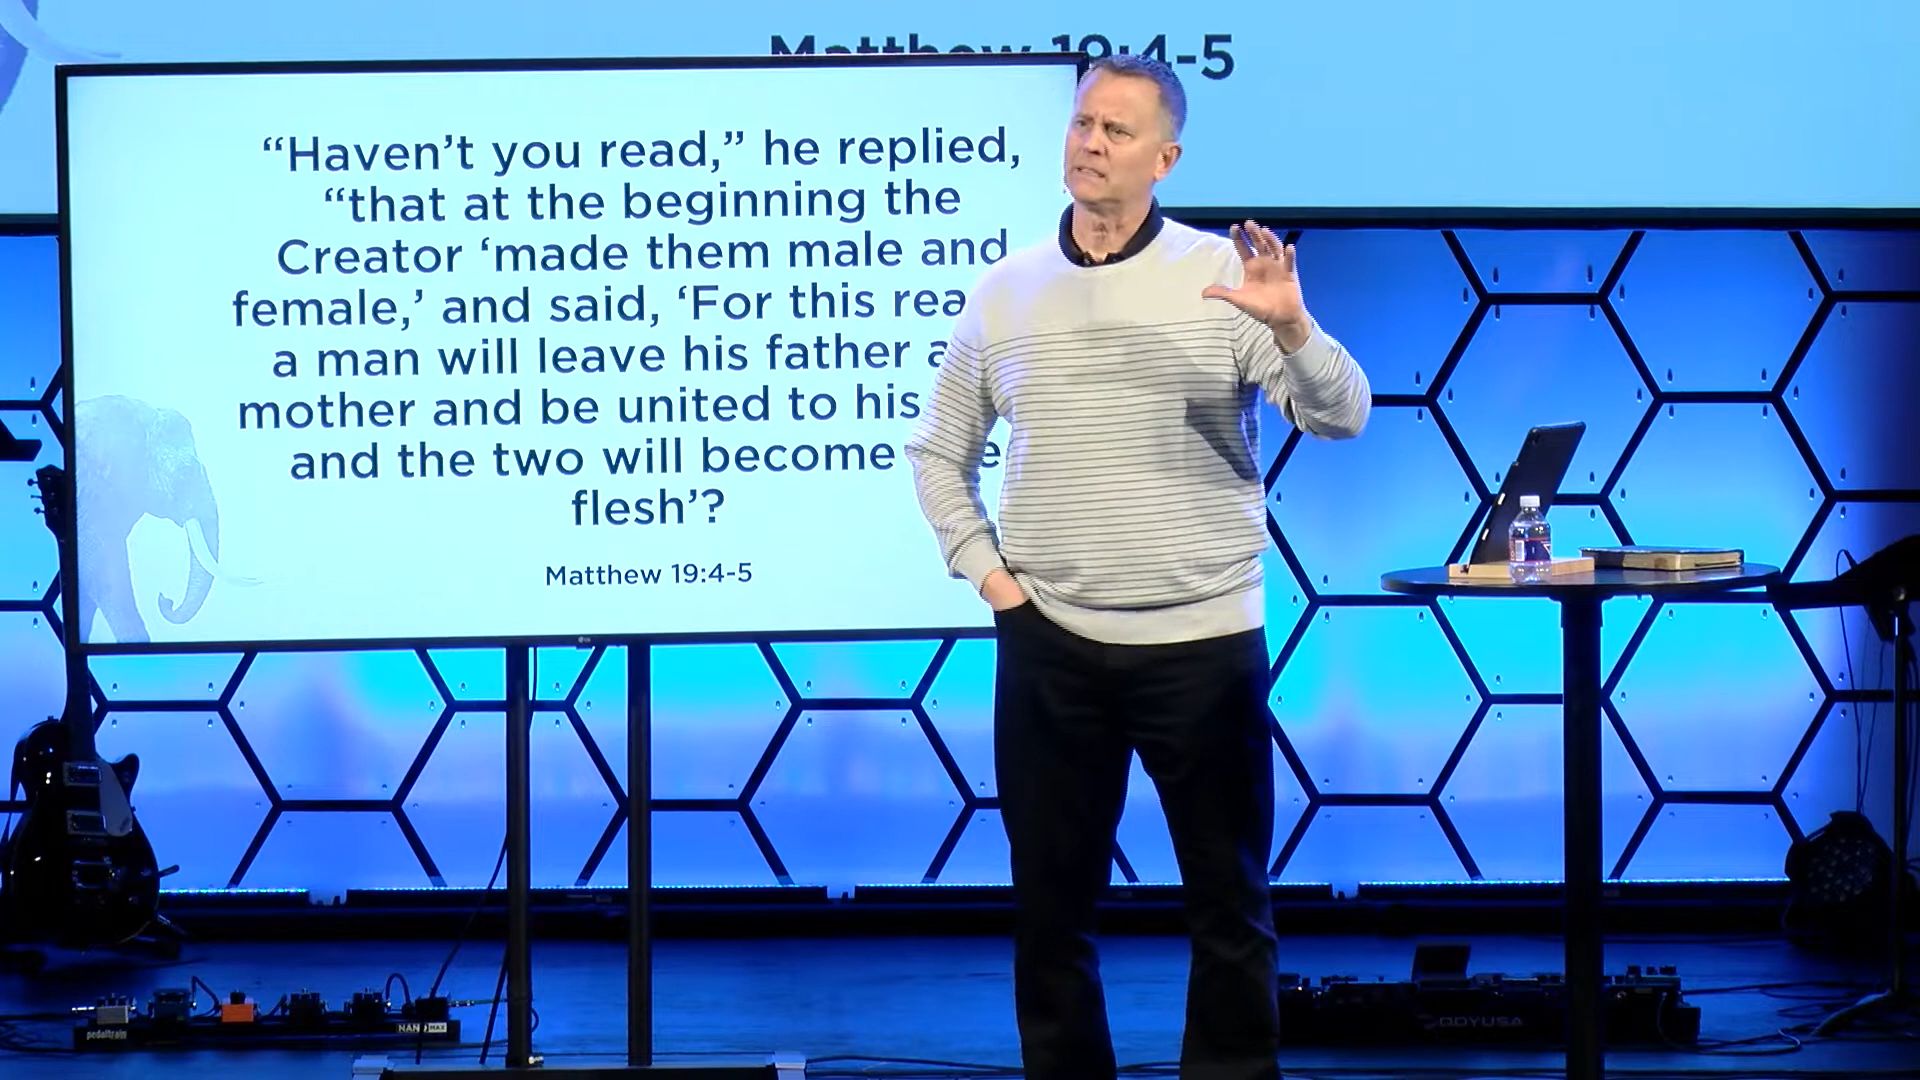 Matthew 19:4-5
“Haven’t you read,” he replied,
“that at the beginning the
Creator ‘made them male and
female,’ and said, ‘For this rea
a man will leave his father a
mother and be united to his
and the two will become e
flesh’?
Matthew 19:4-5
pedaltrain
NANO MAX